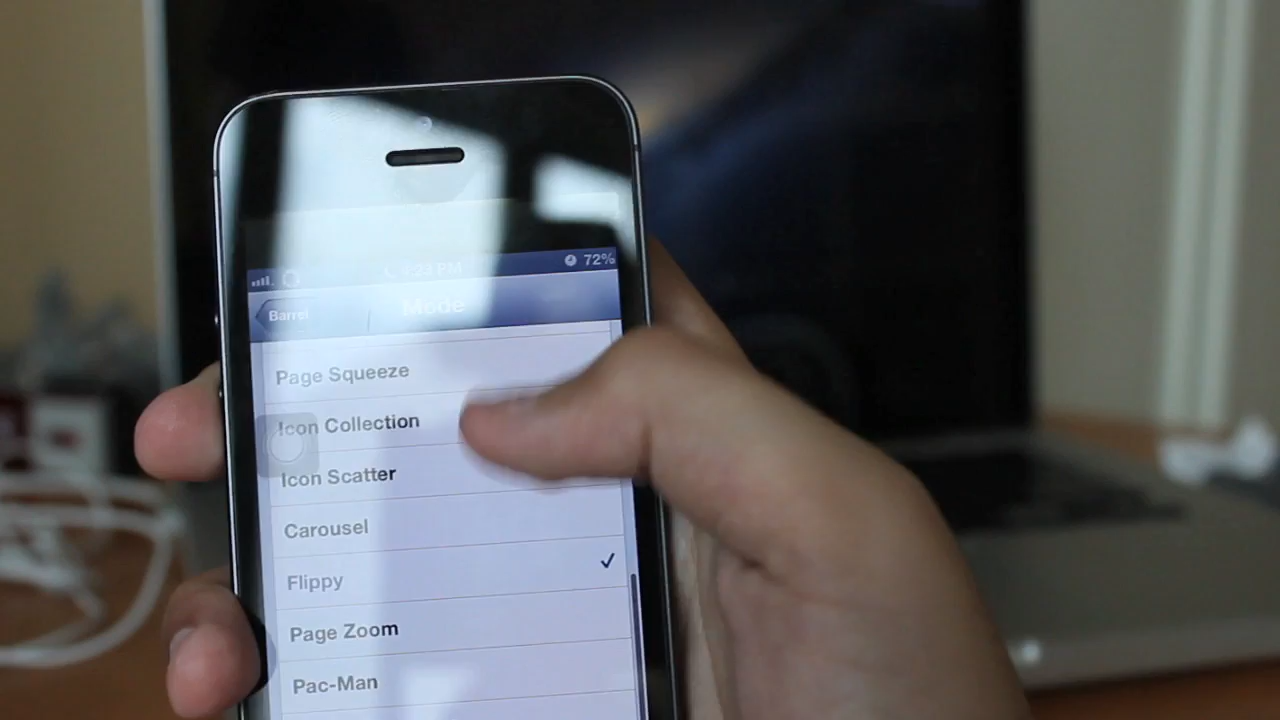 72%
Barrel
Mode
Page Squeeze
Icon Collection
Icon Scatter
Carousel
Flippy
Page Zoom
Pac-Man